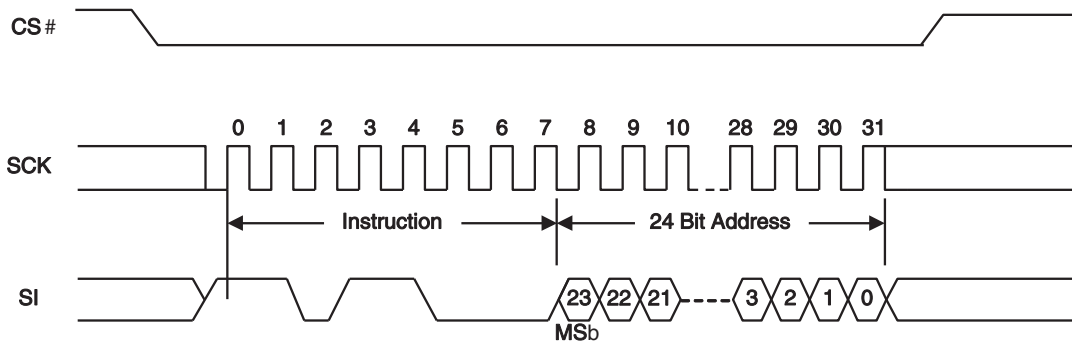 CS #
0 1 2 3 4 5 6 7 8 9 10 28 29 30 31
SCK
Instruction 24 Bit Address
SI 23 22 21 3 2 1 0
MSb